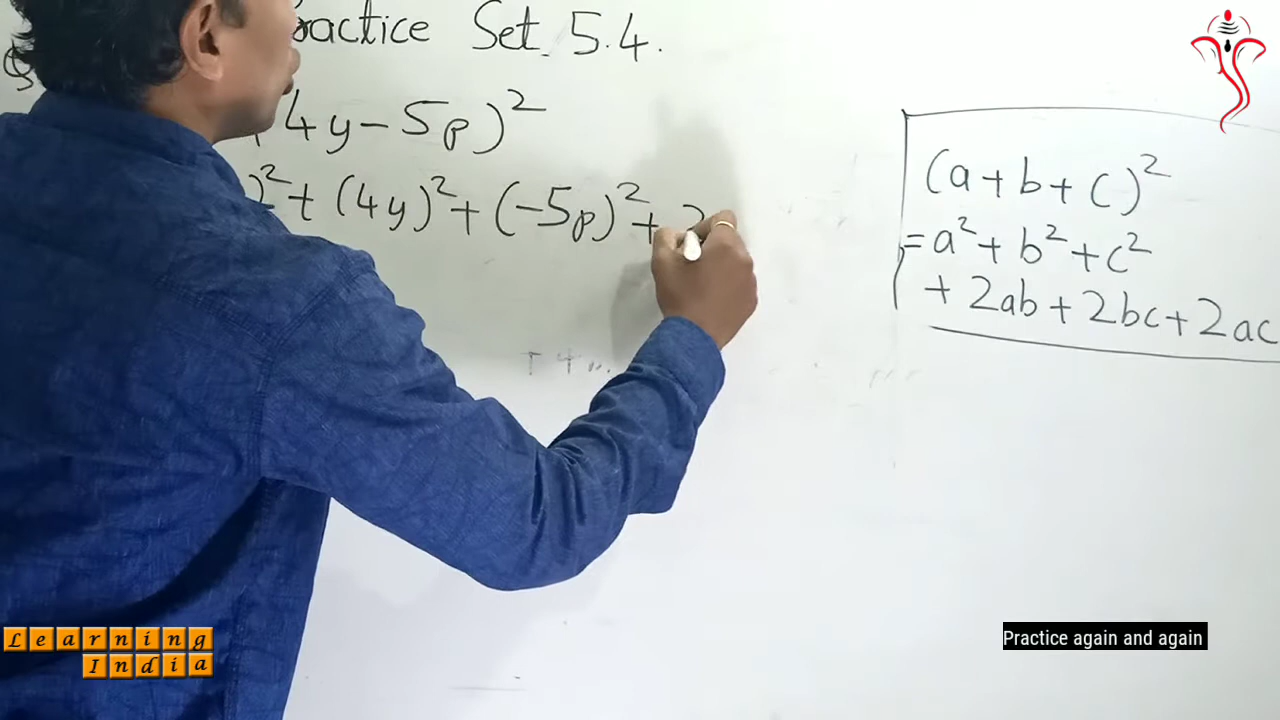 Practice Set 5.4.
4y - 5p)²
)² + (4y)² + (-5p)² + 2
(a + b + c)²
= a² + b² + c²
+ 2ab + 2bc + 2ac
Learning
India
Practice again and again